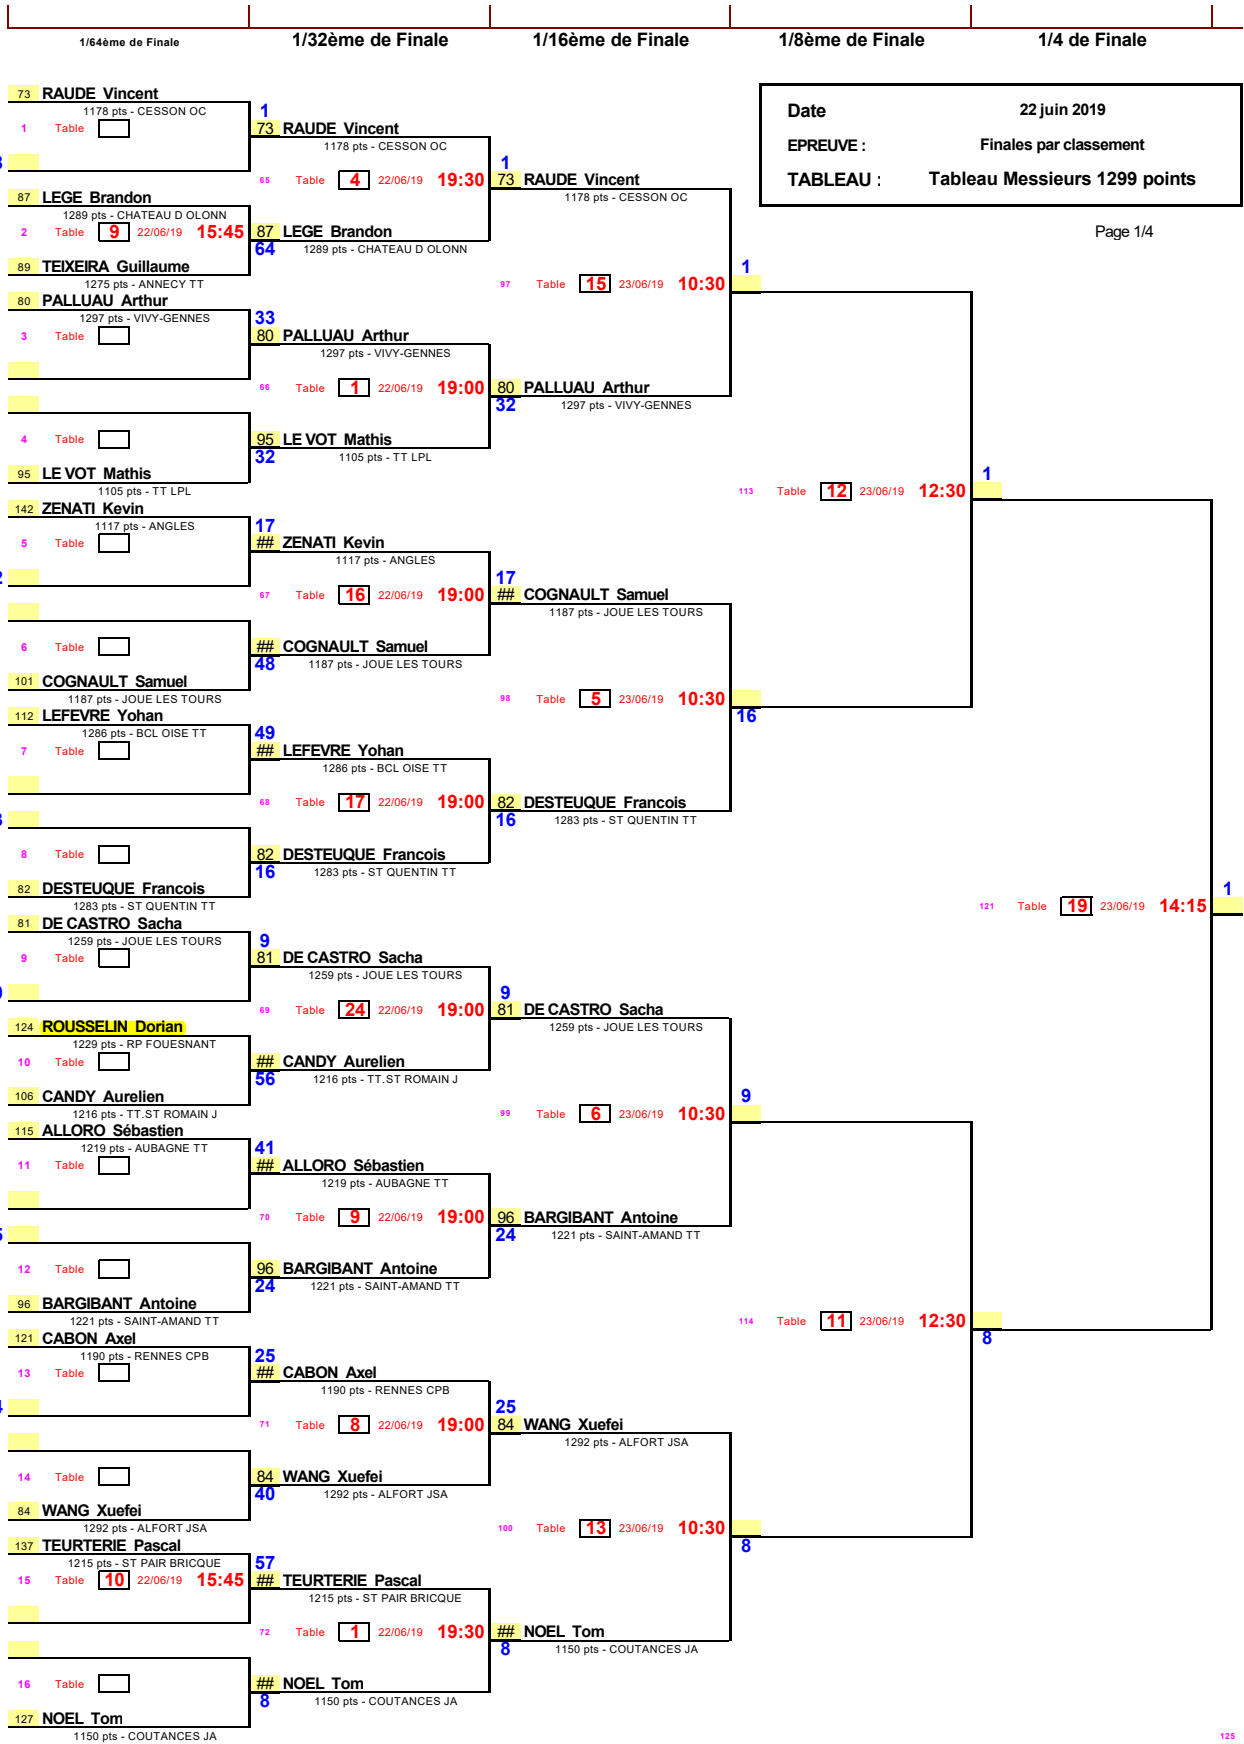 1/64ème de Finale
1/32ème de Finale
1/16ème de Finale
1/8ème de Finale
1/4 de Finale
Date 22 juin 2019
EPREUVE : Finales par classement
TABLEAU : Tableau Messieurs 1299 points
Page 1/4
73 RAUDE Vincent
1178 pts - CESSON OC
1 Table
87 LEGE Brandon
1289 pts - CHATEAU D OLONN
2 Table 9 22/06/19 15:45
89 TEIXEIRA Guillaume
1275 pts - ANNECY TT
80 PALLUAU Arthur
1297 pts - VIVY-GENNES
3 Table
4 Table
95 LE VOT Mathis
1105 pts - TT LPL
142 ZENATI Kevin
1117 pts - ANGLES
5 Table
6 Table
101 COGNAULT Samuel
1187 pts - JOUE LES TOURS
112 LEFEVRE Yohan
1286 pts - BCL OISE TT
7 Table
8 Table
82 DESTEUQUE Francois
1283 pts - ST QUENTIN TT
81 DE CASTRO Sacha
1259 pts - JOUE LES TOURS
9 Table
124 ROUSSELIN Dorian
1229 pts - RP FOUESNANT
10 Table
106 CANDY Aurelien
1216 pts - TT.ST ROMAIN J
115 ALLORO Sébastien
1219 pts - AUBAGNE TT
11 Table
12 Table
96 BARGIBANT Antoine
1221 pts - SAINT-AMAND TT
121 CABON Axel
1190 pts - RENNES CPB
13 Table
14 Table
84 WANG Xuefei
1292 pts - ALFORT JSA
137 TEURTERIE Pascal
1215 pts - ST PAIR BRICQUE
15 Table 10 22/06/19 15:45
16 Table
127 NOEL Tom
1150 pts - COUTANCES JA
1
73 RAUDE Vincent
1178 pts - CESSON OC
65 Table 4 22/06/19 19:30
87 LEGE Brandon
64 1289 pts - CHATEAU D OLONN
33
80 PALLUAU Arthur
1297 pts - VIVY-GENNES
66 Table 1 22/06/19 19:00
95 LE VOT Mathis
32 1105 pts - TT LPL
17
## ZENATI Kevin
1117 pts - ANGLES
67 Table 16 22/06/19 19:00
## COGNAULT Samuel
48 1187 pts - JOUE LES TOURS
49
## LEFEVRE Yohan
1286 pts - BCL OISE TT
68 Table 17 22/06/19 19:00
82 DESTEUQUE Francois
16 1283 pts - ST QUENTIN TT
9
81 DE CASTRO Sacha
1259 pts - JOUE LES TOURS
69 Table 24 22/06/19 19:00
## CANDY Aurelien
56 1216 pts - TT.ST ROMAIN J
41
## ALLORO Sébastien
1219 pts - AUBAGNE TT
70 Table 9 22/06/19 19:00
96 BARGIBANT Antoine
24 1221 pts - SAINT-AMAND TT
25
## CABON Axel
1190 pts - RENNES CPB
71 Table 8 22/06/19 19:00
84 WANG Xuefei
40 1292 pts - ALFORT JSA
57
## TEURTERIE Pascal
1215 pts - ST PAIR BRICQUE
72 Table 1 22/06/19 19:30
## NOEL Tom
8 1150 pts - COUTANCES JA
1
73 RAUDE Vincent
1178 pts - CESSON OC
97 Table 15 23/06/19 10:30
80 PALLUAU Arthur
32 1297 pts - VIVY-GENNES
17
## COGNAULT Samuel
1187 pts - JOUE LES TOURS
98 Table 5 23/06/19 10:30
82 DESTEUQUE Francois
16 1283 pts - ST QUENTIN TT
9
81 DE CASTRO Sacha
1259 pts - JOUE LES TOURS
99 Table 6 23/06/19 10:30
96 BARGIBANT Antoine
24 1221 pts - SAINT-AMAND TT
25
84 WANG Xuefei
1292 pts - ALFORT JSA
100 Table 13 23/06/19 10:30
## NOEL Tom
8 1150 pts - COUTANCES JA
1
113 Table 12 23/06/19 12:30
16
9
114 Table 11 23/06/19 12:30
8
1
121 Table 19 23/06/19 14:15
8
1
125